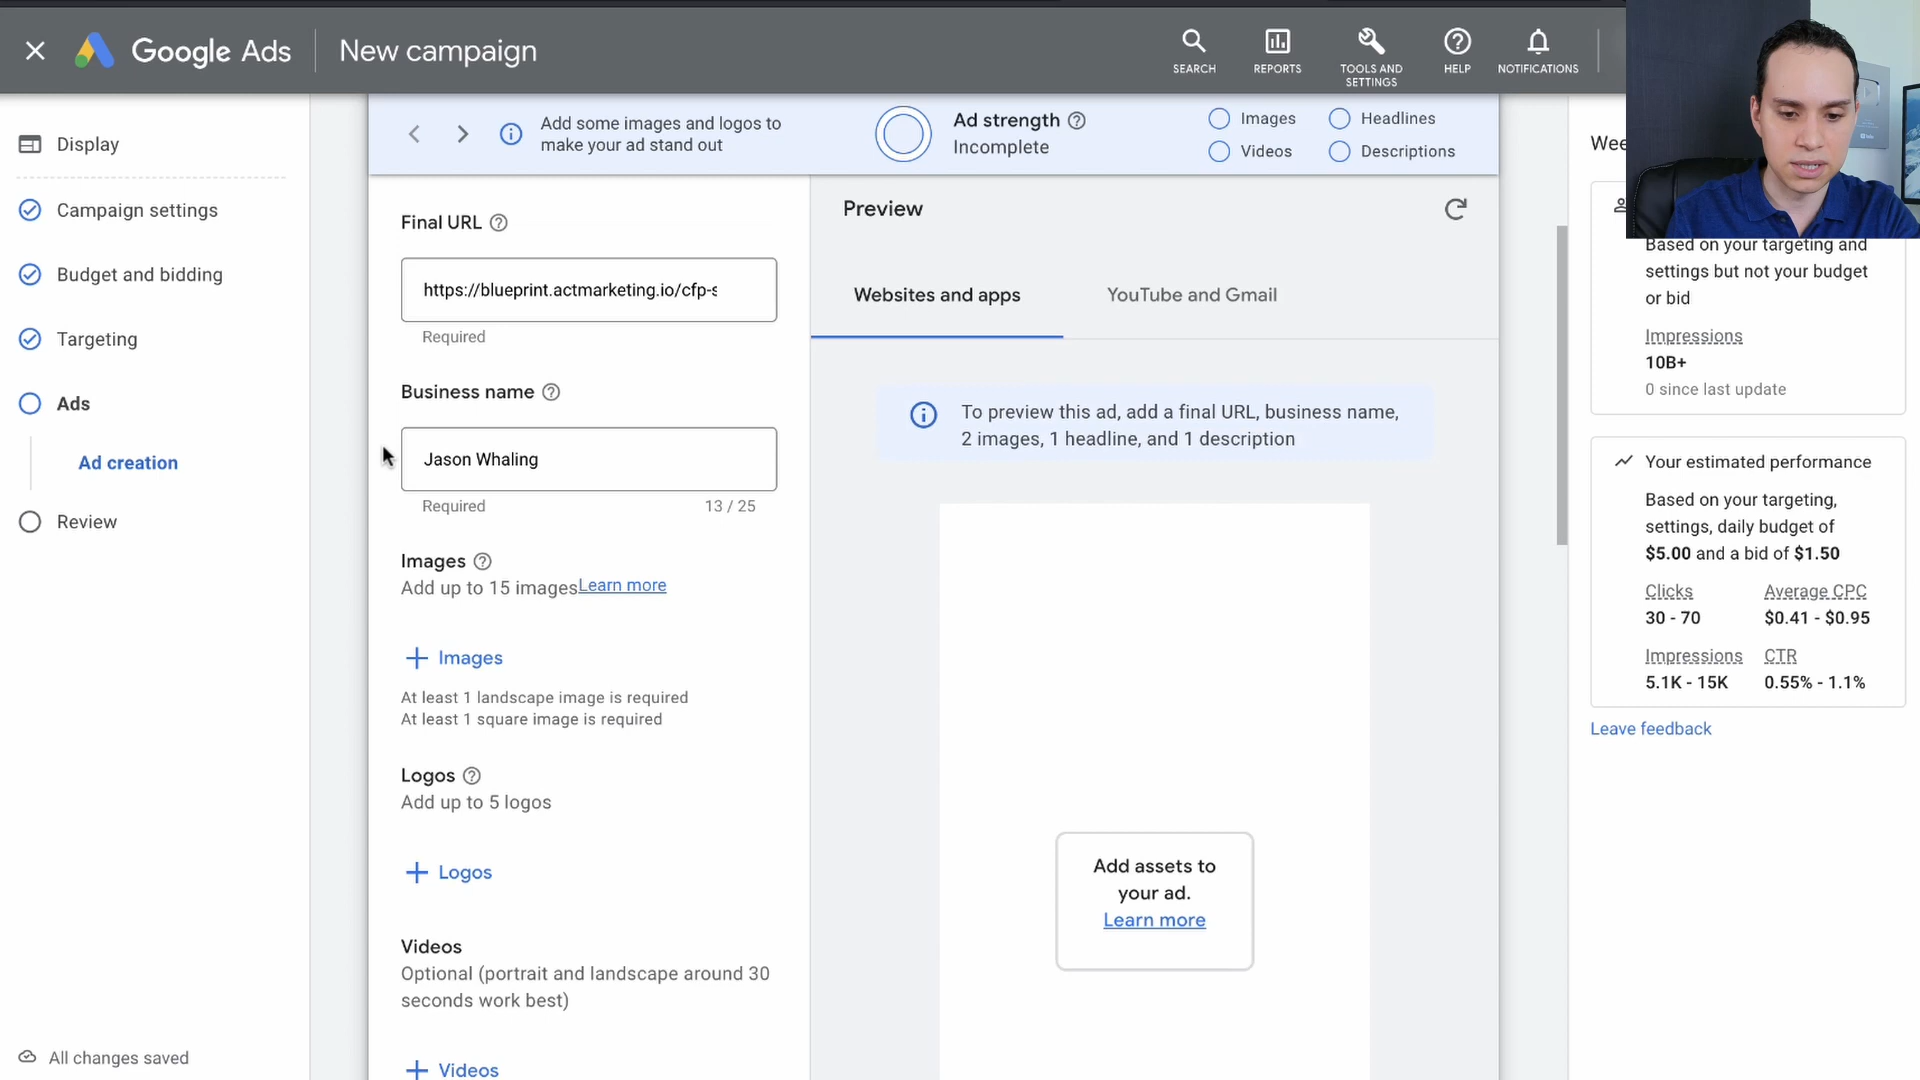 Google Ads
New campaign
SEARCH
REPORTS
TOOLS AND
SETTINGS
HELP
NOTIFICATIONS
Display
Campaign settings
Budget and bidding
Targeting
Ads
Ad creation
Review
All changes saved
Add some images and logos to
make your ad stand out
Ad strength
Incomplete
Images
Videos
Headlines
Descriptions
Final URL
https://blueprint.actmarketing.io/cfp-s
Required
Business name
Jason Whaling
Required
13 / 25
Images
Add up to 15 images Learn more
Images
At least 1 landscape image is required
At least 1 square image is required
Logos
Add up to 5 logos
Logos
Videos
Optional (portrait and landscape around 30
seconds work best)
Videos
Preview
Websites and apps
YouTube and Gmail
To preview this ad, add a final URL, business name,
2 images, 1 headline, and 1 description
Add assets to
your ad.
Learn more
Wee
Based on your targeting and
settings but not your budget
or bid
Impressions
10B+
0 since last update
Your estimated performance
Based on your targeting,
settings, daily budget of
$5.00 and a bid of $1.50
Clicks
30 - 70
Average CPC
$0.41 - $0.95
Impressions
5.1K - 15K
CTR
0.55% - 1.1%
Leave feedback